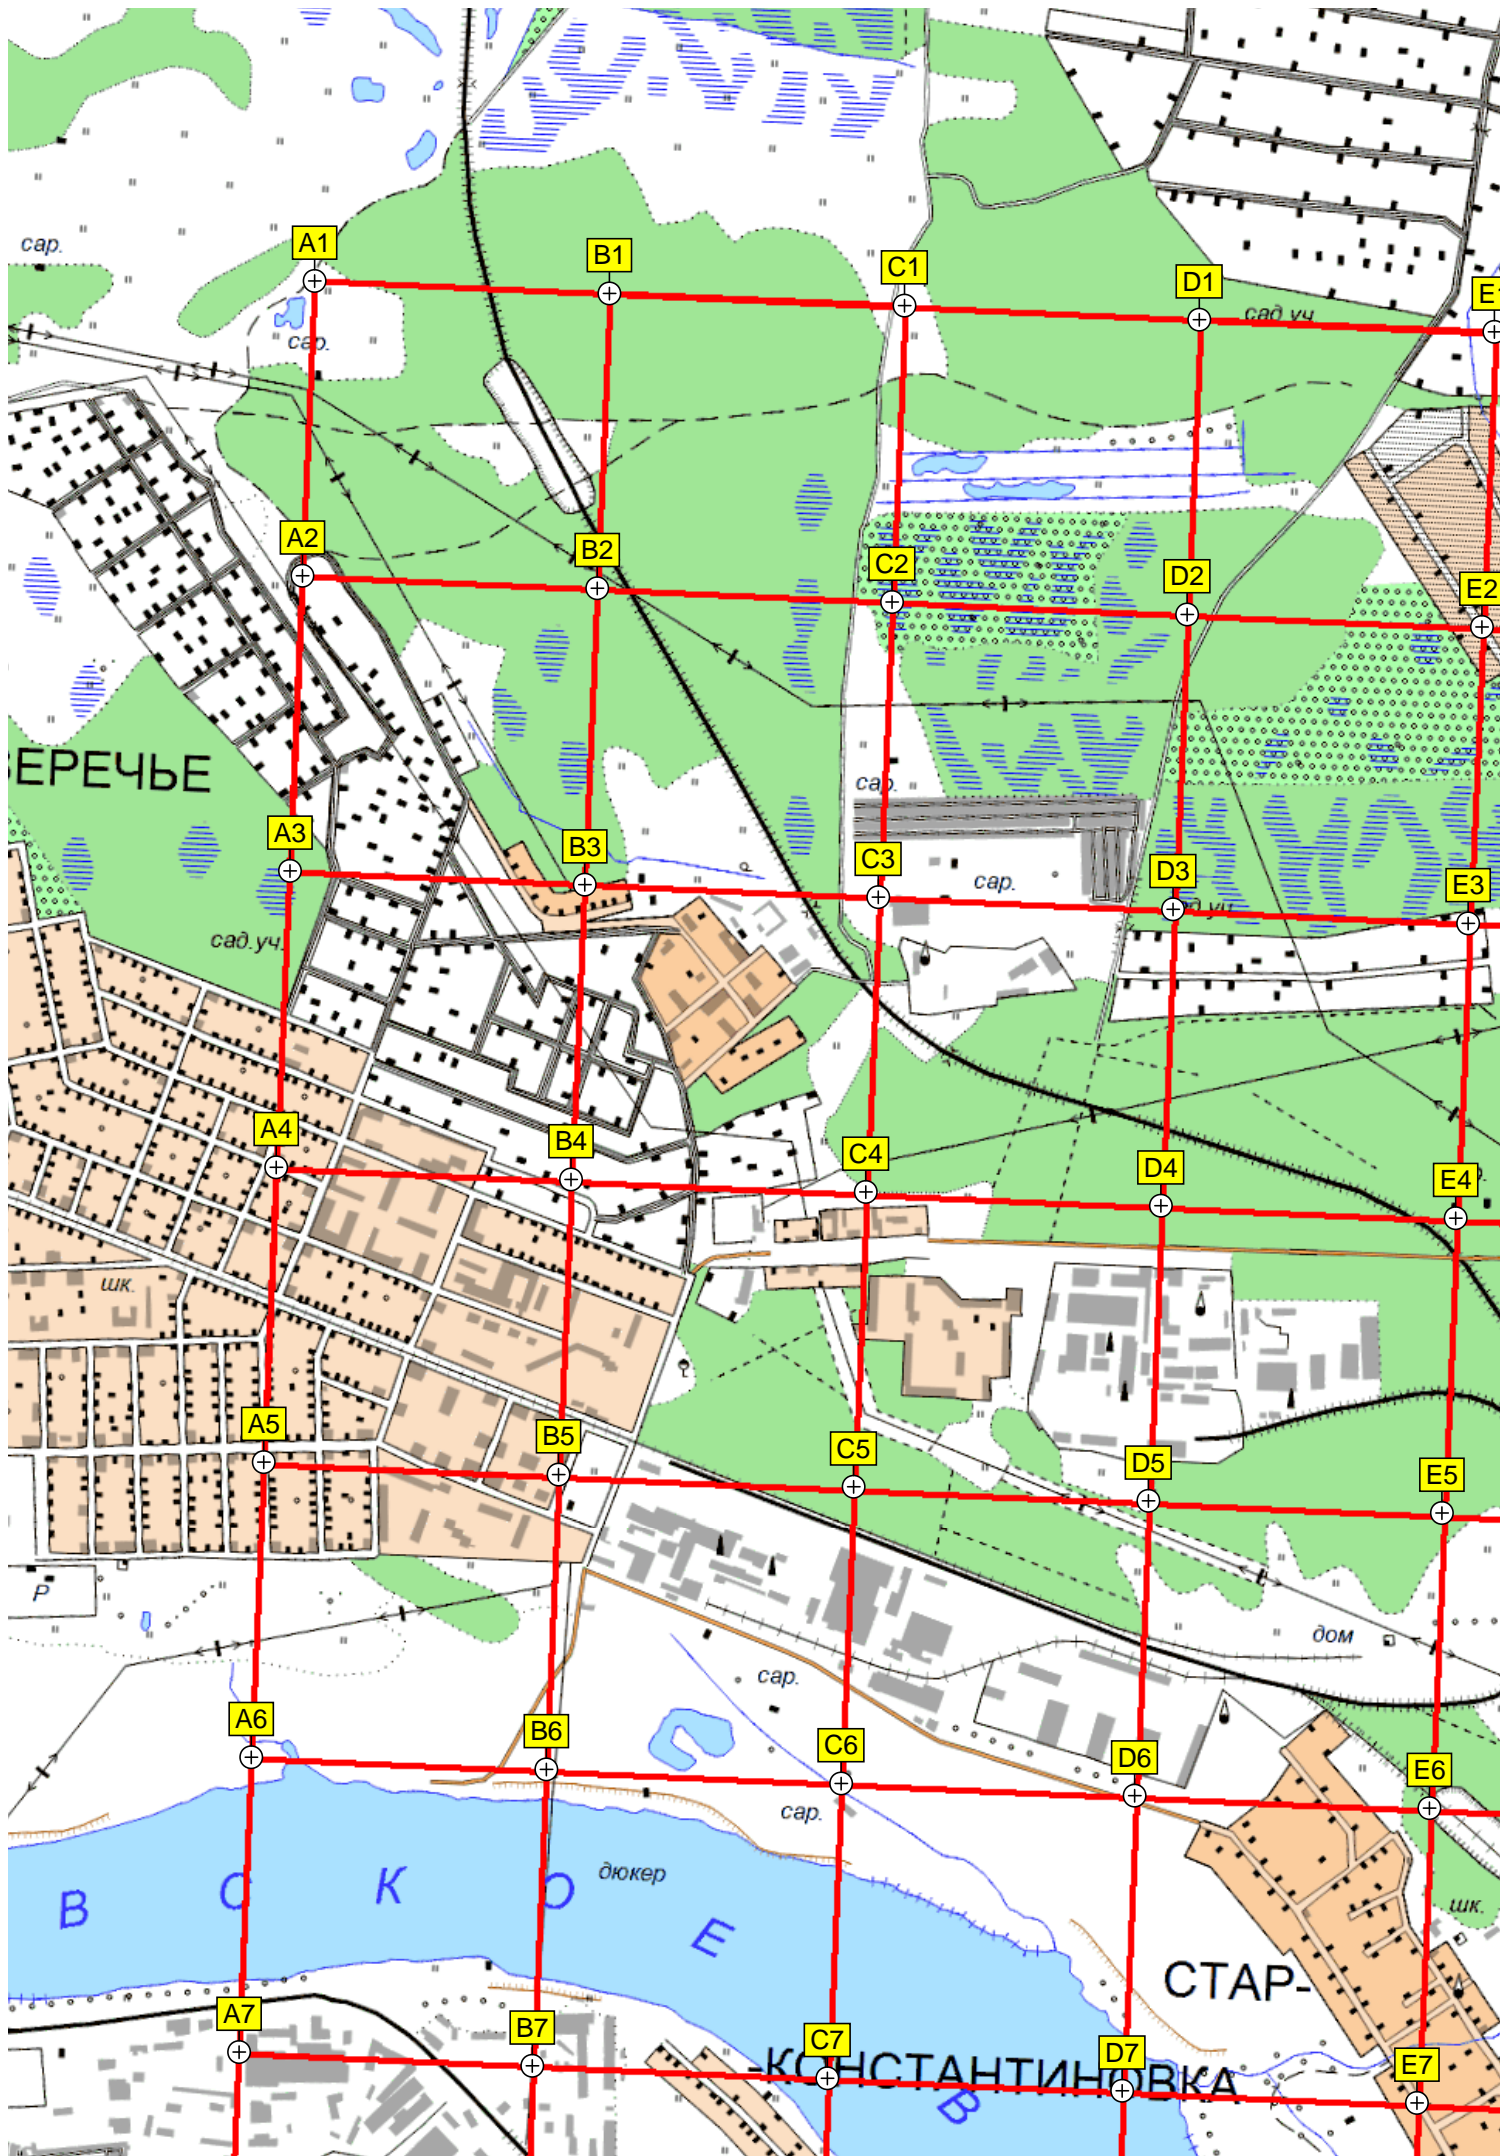 сар.
A1
B1
C1
D1
E1
сад.уч.
сар.
A2
B2
C2
D2
E2
ЕРЕЧЬЕ
сар.
A3
B3
C3
D3
E3
сар.
сад.уч.
A4
B4
C4
D4
E4
шк.
A5
B5
C5
D5
E5
Р
дом
сар.
A6
B6
C6
D6
E6
сар.
дюкер
В О К О Е В
шк.
СТАР-
A7
B7
C7
D7
E7
-КОНСТАНТИНОВКА